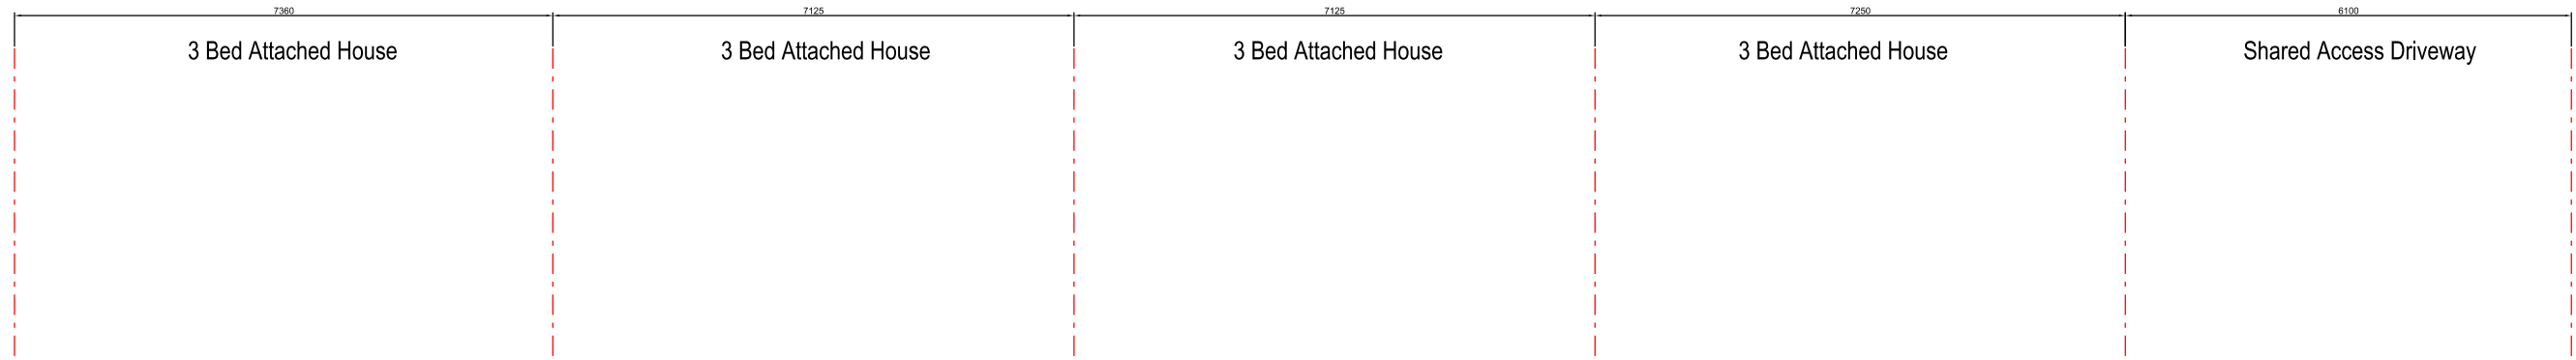 7360 7125 7125 7250 6100
3 Bed Attached House 3 Bed Attached House 3 Bed Attached House 3 Bed Attached House Shared Access Driveway